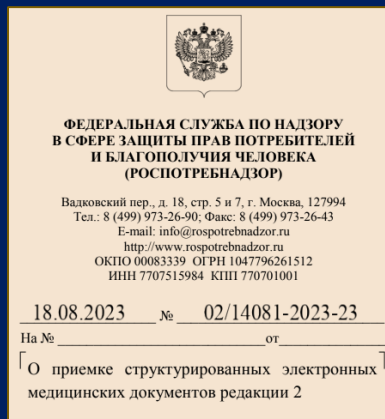 ФЕДЕРАЛЬНАЯ СЛУЖБА ПО НАДЗОРУ
В СФЕРЕ ЗАЩИТЫ ПРАВ ПОТРЕБИТЕЛЕЙ
И БЛАГОПОЛУЧИЯ ЧЕЛОВЕКА
(РОСПОТРЕБНАДЗОР)
Вадковский пер., д. 18, стр. 5 и 7, г. Москва, 127994
Тел.: 8 (499) 973-26-90; Факс: 8 (499) 973-26-43
E-mail: info@rospotrebnadzor.ru
http://www.rospotrebnadzor.ru
ОКПО 00083339 ОГРН 1047796261512
ИНН 7707515984 КПП 770701001
18.08.2023 № 02/14081-2023-23
На № от
О приемке структурированных электронных
медицинских документов редакции 2